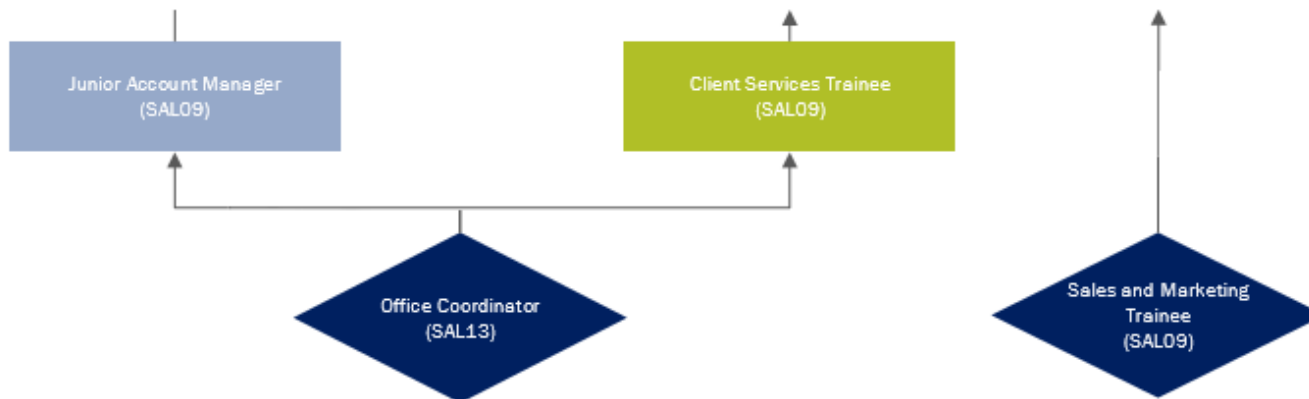 Junior Account Manager
(SAL09)
Client Services Trainee
(SAL09)
Office Coordinator
(SAL13)
Sales and Marketing
Trainee
(SAL09)